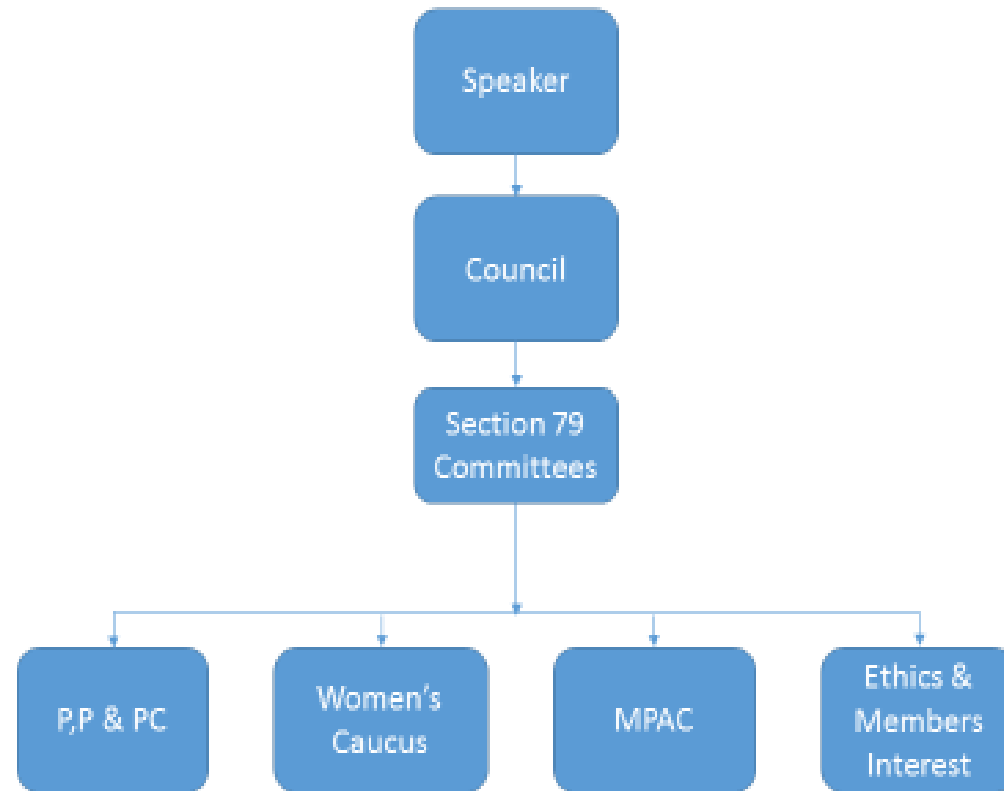 Speaker
Council
Section 79
Committees
P,P & PC
Women's
Caucus
MPAC
Ethics &
Members
Interest